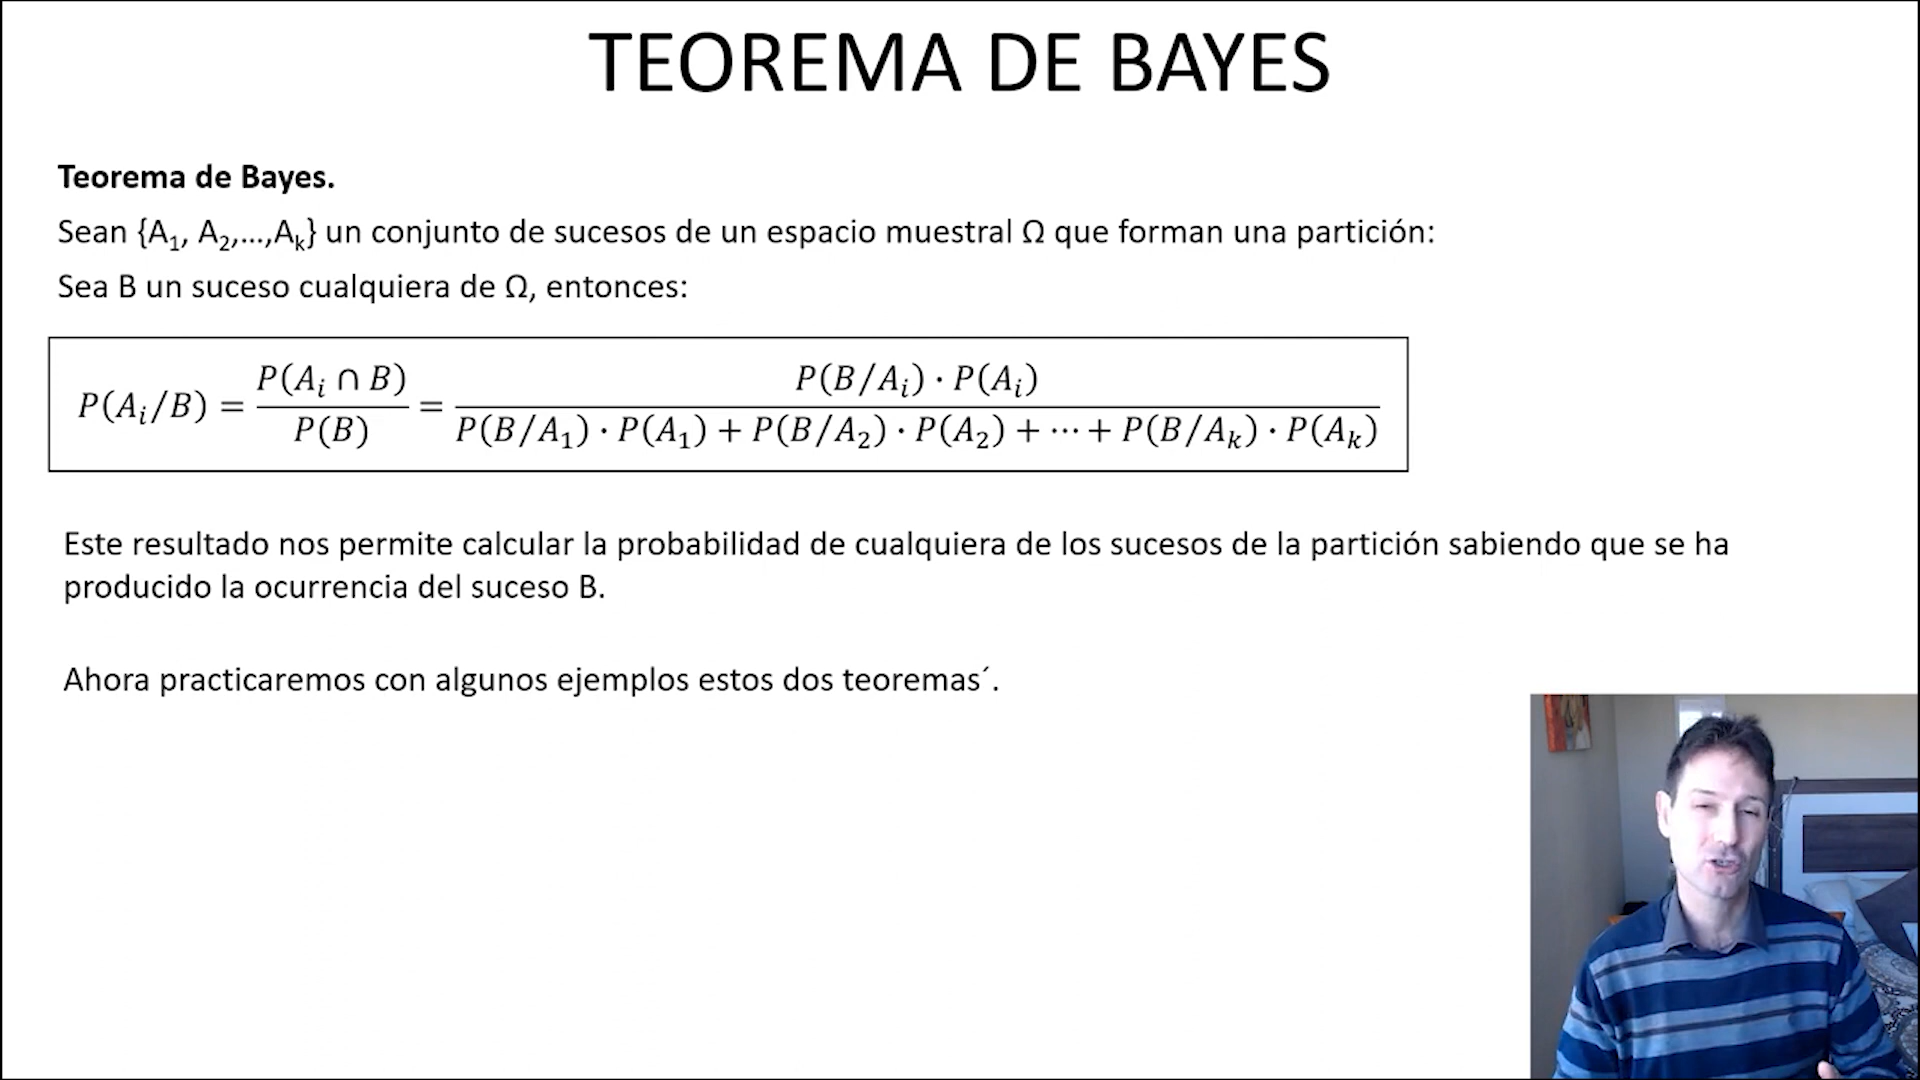 TEOREMA DE BAYES
Teorema de Bayes.
Sean {A₁, A₂,...,Aₖ} un conjunto de sucesos de un espacio muestral Ω que forman una partición:
Sea B un suceso cualquiera de Ω, entonces:
P(Aᵢ/B) = P(Aᵢ ∩ B) / P(B) = P(B/Aᵢ) · P(Aᵢ) / P(B/A₁) · P(A₁) + P(B/A₂) · P(A₂) + ⋯ + P(B/Aₖ) · P(Aₖ)
Este resultado nos permite calcular la probabilidad de cualquiera de los sucesos de la partición sabiendo que se ha
producido la ocurrencia del suceso B.
Ahora practicaremos con algunos ejemplos estos dos teoremas´.